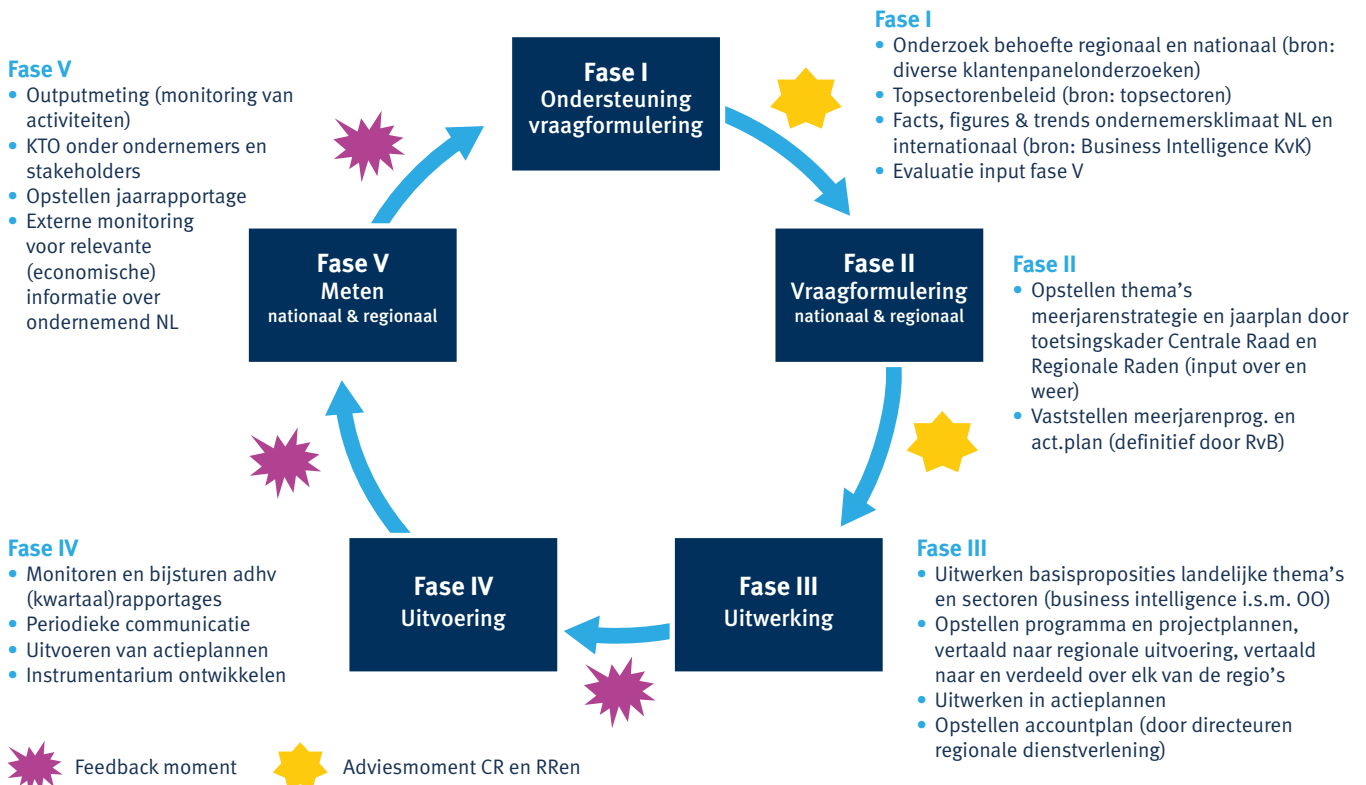 Fase I
• Onderzoek behoefte regionaal en nationaal (bron:
diverse klantenpanelonderzoeken)
• Topsectorenbeleid (bron: topsectoren)
• Facts, figures & trends ondernemersklimaat NL en
internationaal (bron: Business Intelligence KvK)
• Evaluatie input fase V
Fase I
Ondersteuning
vraagformulering
Fase V
• Outputmeting (monitoring van
activiteiten)
• KTO onder ondernemers en
stakeholders
• Opstellen jaarrapportage
• Externe monitoring
voor relevante
(economische)
informatie over
ondernemend NL
Fase V
Meten
nationaal & regionaal
Fase II
Vraagformulering
nationaal & regionaal
Fase II
• Opstellen thema’s
meerjarenstrategie en jaarplan door
toetsingskader Centrale Raad en
Regionale Raden (input over en
weer)
• Vaststellen meerjarenprog. en
act.plan (definitief door RvB)
Fase IV
• Monitoren en bijsturen adhv
(kwartaal)rapportages
• Periodieke communicatie
• Uitvoeren van actieplannen
• Instrumentarium ontwikkelen
Fase IV
Uitvoering
Fase III
Uitwerking
Fase III
• Uitwerken basisproposities landelijke thema’s
en sectoren (business intelligence i.s.m. OO)
• Opstellen programma en projectplannen,
vertaald naar regionale uitvoering, vertaald
naar en verdeeld over elk van de regio’s
• Uitwerken in actieplannen
• Opstellen accountplan (door directeuren
regionale dienstverlening)
Feedback moment
Adviesmoment CR en RRen